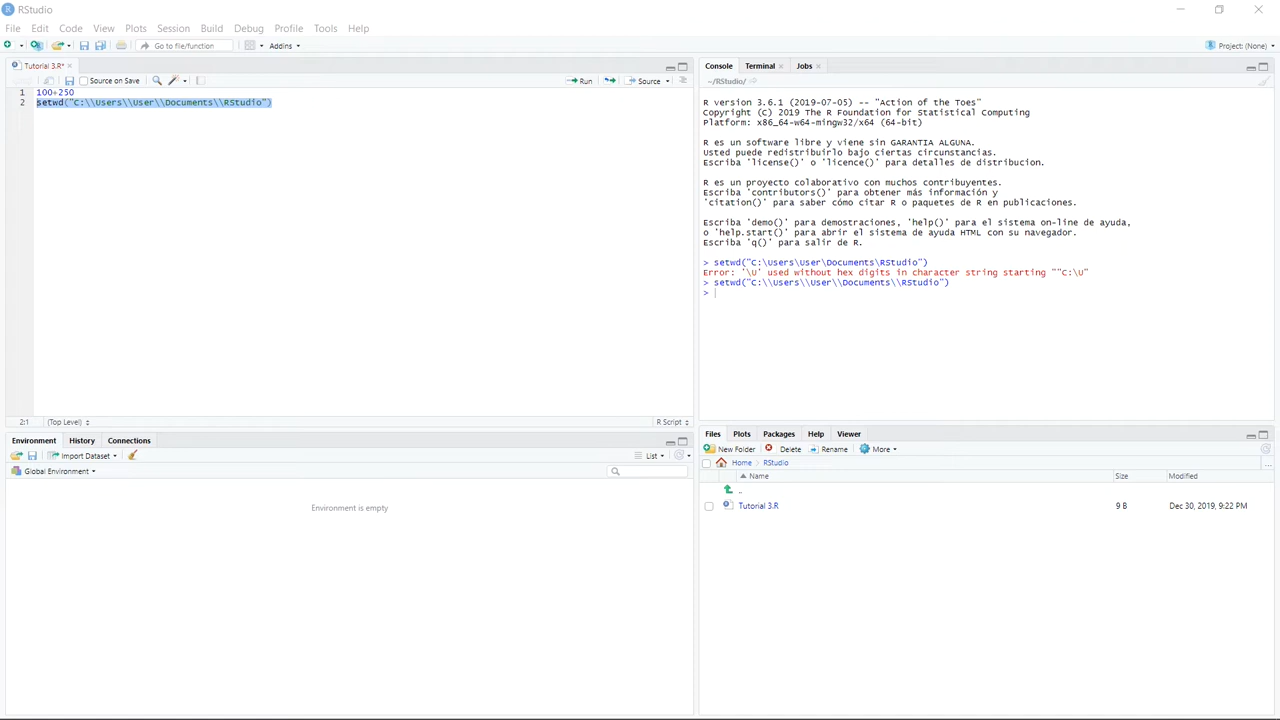 RStudio
File Edit Code View Plots Session Build Debug Profile Tools Help
Go to file/function Addins Project: (None)
Tutorial 3.R*
Source on Save Run Source
1 100+250
2 setwd("C:\\Users\\User\\Documents\\RStudio")
2:1 (Top Level) R Script
Environment History Connections
Import Dataset List
Global Environment
Environment is empty
Console Terminal Jobs
~/RStudio/
R version 3.6.1 (2019-07-05) -- "Action of the Toes"
Copyright (C) 2019 The R Foundation for Statistical Computing
Platform: x86_64-w64-mingw32/x64 (64-bit)
R es un software libre y viene sin GARANTIA ALGUNA.
Usted puede redistribuirlo bajo ciertas circunstancias.
Escriba 'license()' o 'licence()' para detalles de distribucion.
R es un proyecto colaborativo con muchos contribuyentes.
Escriba 'contributors()' para obtener más información y
'citation()' para saber cómo citar R o paquetes de R en publicaciones.
Escriba 'demo()' para demostraciones, 'help()' para el sistema on-line de ayuda,
o 'help.start()' para abrir el sistema de ayuda HTML con su navegador.
Escriba 'q()' para salir de R.
> setwd("C:\Users\User\Documents\RStudio")
Error: '\U' used without hex digits in character string starting ""C:\U"
> setwd("C:\\Users\\User\\Documents\\RStudio")
>
Files Plots Packages Help Viewer
New Folder Delete Rename More
Home RStudio
Name Size Modified
..
Tutorial 3.R 9 B Dec 30, 2019, 9:22 PM